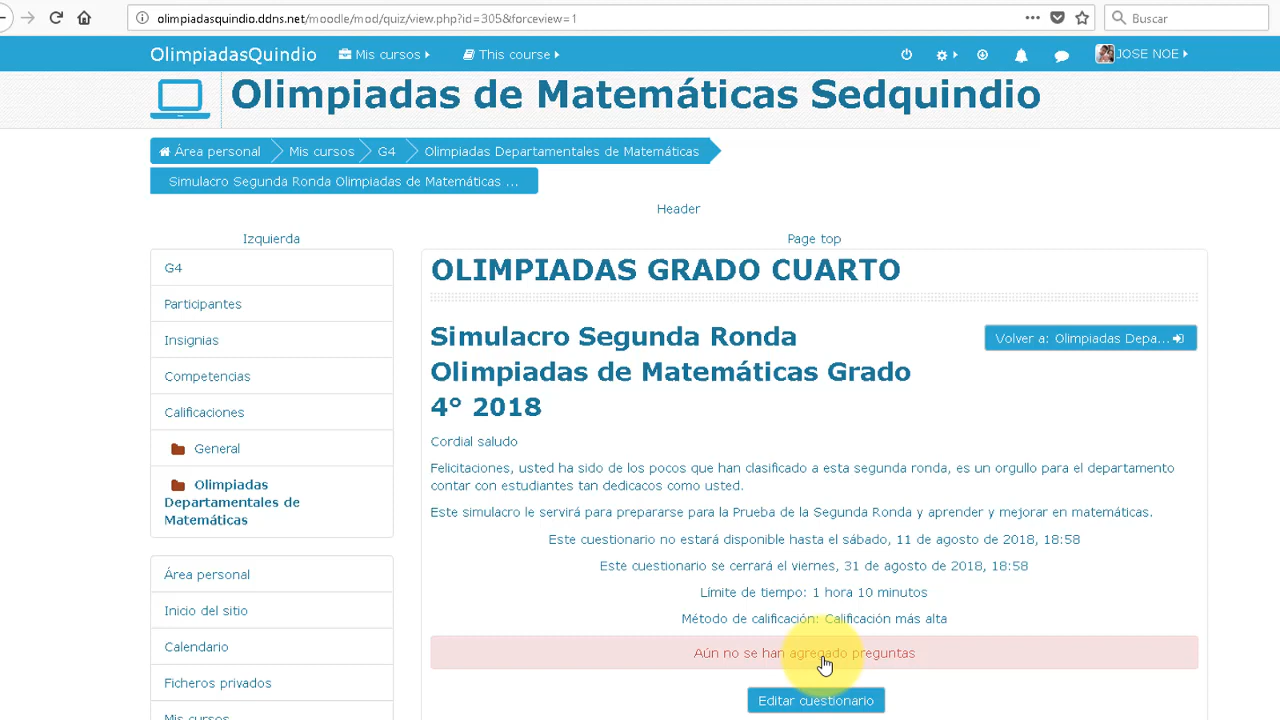 olimpiadasquindio.ddns.net/moodle/mod/quiz/view.php?id=305&forceview=1
Buscar
OlimpiadasQuindio
Mis cursos
This course
JOSE NOE
Olimpiadas de Matemáticas Sedquindio
Área personal
Mis cursos
G4
Olimpiadas Departamentales de Matemáticas
Simulacro Segunda Ronda Olimpiadas de Matemáticas ...
Header
Izquierda
Page top
G4
Participantes
Insignias
Competencias
Calificaciones
General
Olimpiadas
Departamentales de
Matemáticas
Área personal
Inicio del sitio
Calendario
Ficheros privados
Mis cursos
OLIMPIADAS GRADO CUARTO
Simulacro Segunda Ronda
Olimpiadas de Matemáticas Grado
4° 2018
Volver a: Olimpiadas Depa...
Cordial saludo
Felicitaciones, usted ha sido de los pocos que han clasificado a esta segunda ronda, es un orgullo para el departamento
contar con estudiantes tan dedicacos como usted.
Este simulacro le servirá para prepararse para la Prueba de la Segunda Ronda y aprender y mejorar en matemáticas.
Este cuestionario no estará disponible hasta el sábado, 11 de agosto de 2018, 18:58
Este cuestionario se cerrará el viernes, 31 de agosto de 2018, 18:58
Límite de tiempo: 1 hora 10 minutos
Método de calificación: Calificación más alta
Aún no se han agregado preguntas
Editar cuestionario